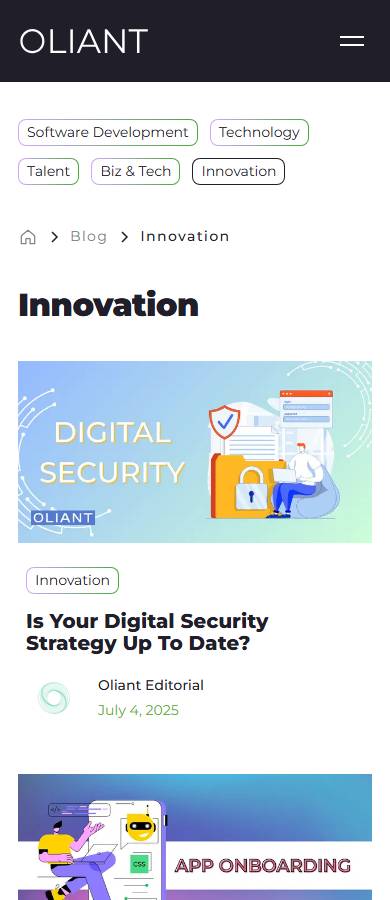 OLIANT
Software Development
Technology
Talent
Biz & Tech
Innovation
Blog
Innovation
Innovation
DIGITAL
SECURITY
OLIANT
Innovation
Is Your Digital Security
Strategy Up To Date?
Oliant Editorial
July 4, 2025
</>
CSS
APP ONBOARDING